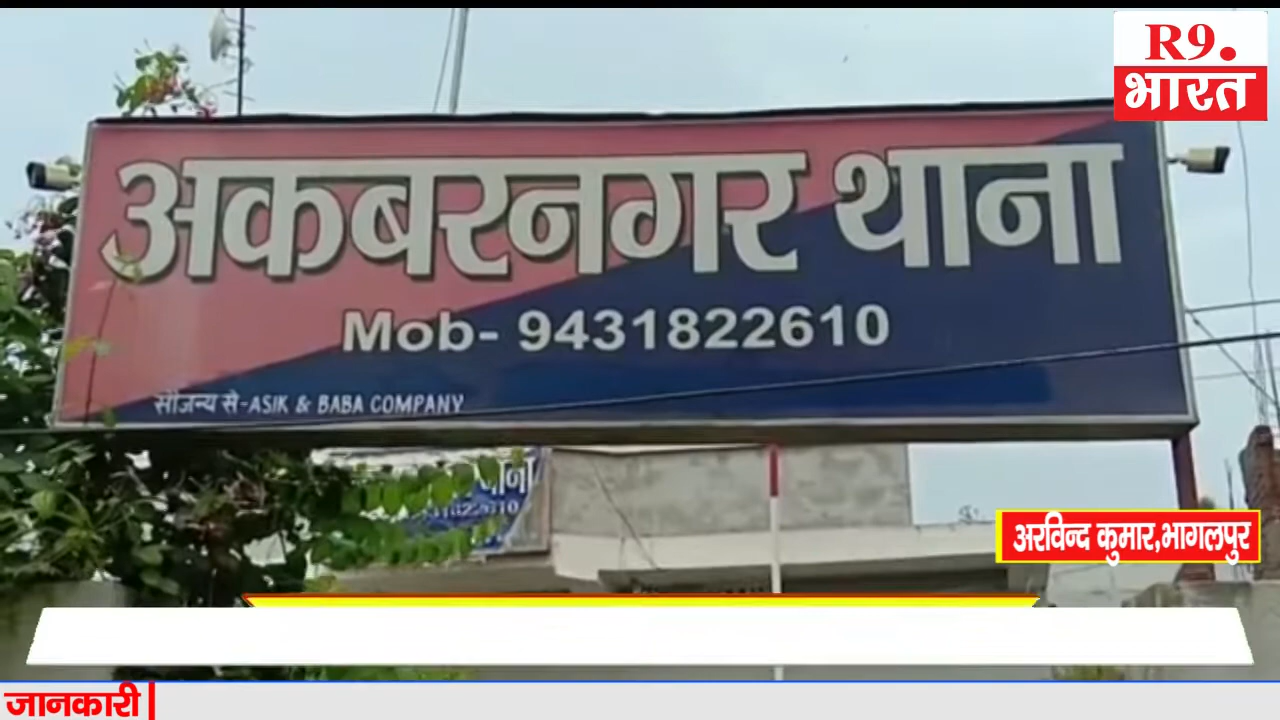 R9.
भारत
अकबरनगर थाना
Mob- 9431822610
सौजन्य से-ASIK & BABA COMPANY
अरविन्द कुमार,भागलपुर
जानकारी